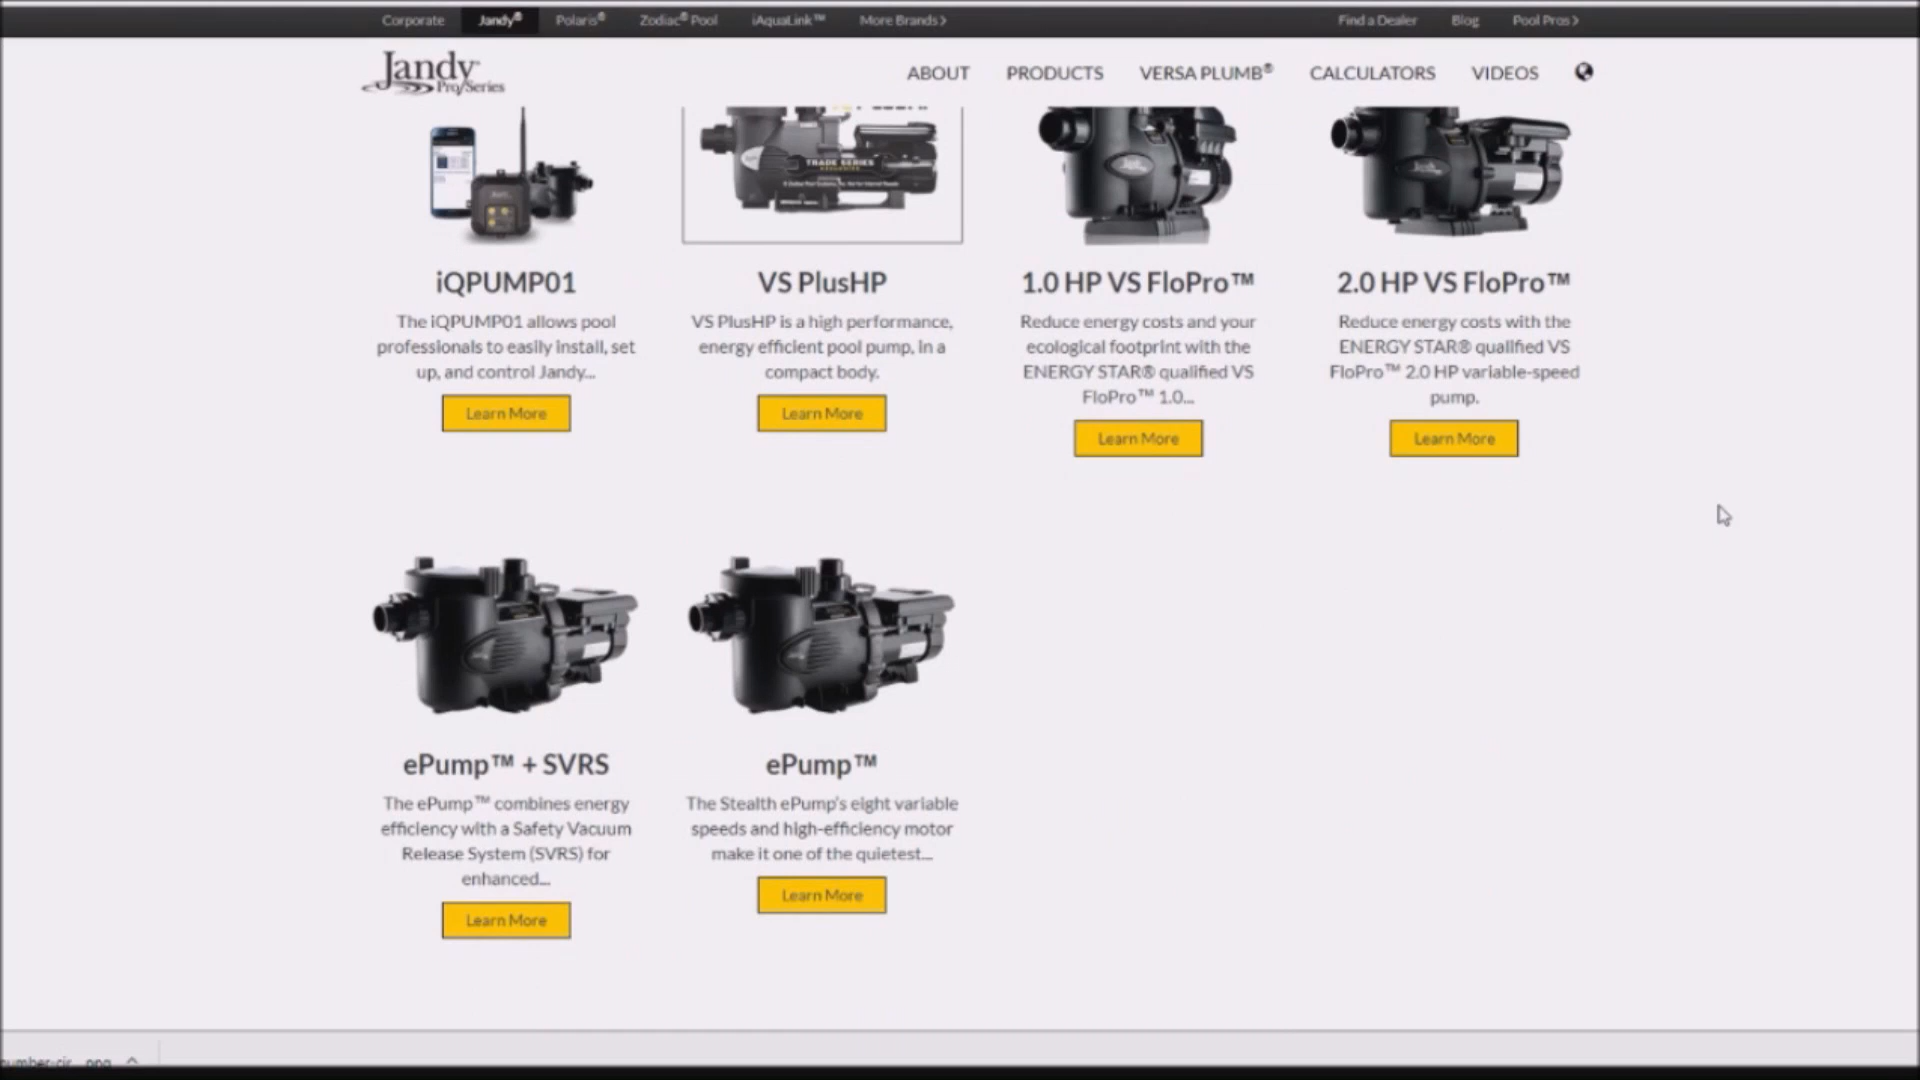 Corporate Jandy® Polaris® Zodiac® Pool iAquaLink™ More Brands > Find a Dealer Blog Pool Pros >
Jandy
Pro Series
ABOUT PRODUCTS VERSA PLUMB® CALCULATORS VIDEOS
TRADE SERIES
iQPUMP01
The iQPUMP01 allows pool
professionals to easily install, set
up, and control Jandy...
Learn More
VS PlusHP
VS PlusHP is a high performance,
energy efficient pool pump, in a
compact body.
Learn More
1.0 HP VS FloPro™
Reduce energy costs and your
ecological footprint with the
ENERGY STAR® qualified VS
FloPro™ 1.0...
Learn More
2.0 HP VS FloPro™
Reduce energy costs with the
ENERGY STAR® qualified VS
FloPro™ 2.0 HP variable-speed
pump.
Learn More
ePump™ + SVRS
The ePump™ combines energy
efficiency with a Safety Vacuum
Release System (SVRS) for
enhanced...
Learn More
ePump™
The Stealth ePump's eight variable
speeds and high-efficiency motor
make it one of the quietest...
Learn More